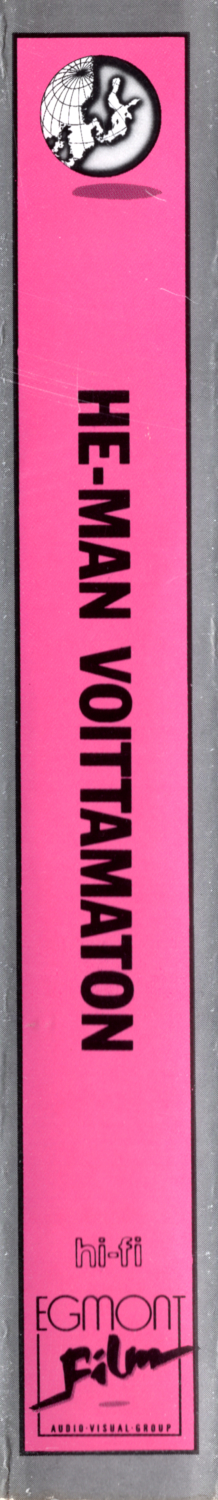 HE-MAN VOITTAMATON
hi-fi
EGMONT
Film
AUDIO·VISUAL·GROUP